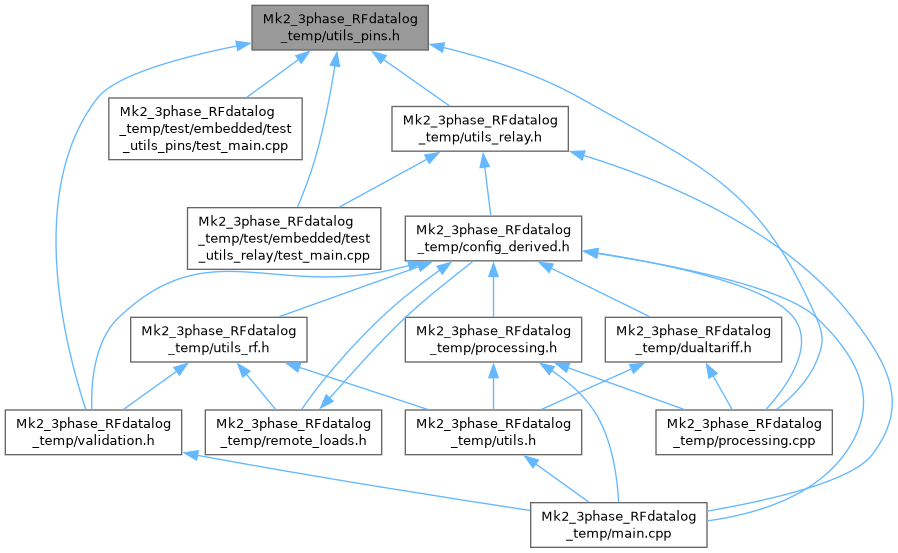 Mk2_3phase_RFdatalog
_temp/utils_pins.h
Mk2_3phase_RFdatalog
_temp/test/embedded/test
_utils_pins/test_main.cpp
Mk2_3phase_RFdatalog
_temp/utils_relay.h
Mk2_3phase_RFdatalog
_temp/test/embedded/test
_utils_relay/test_main.cpp
Mk2_3phase_RFdatalog
_temp/config_derived.h
Mk2_3phase_RFdatalog
_temp/utils_rf.h
Mk2_3phase_RFdatalog
_temp/processing.h
Mk2_3phase_RFdatalog
_temp/dualtariff.h
Mk2_3phase_RFdatalog
_temp/validation.h
Mk2_3phase_RFdatalog
_temp/remote_loads.h
Mk2_3phase_RFdatalog
_temp/utils.h
Mk2_3phase_RFdatalog
_temp/processing.cpp
Mk2_3phase_RFdatalog
_temp/main.cpp